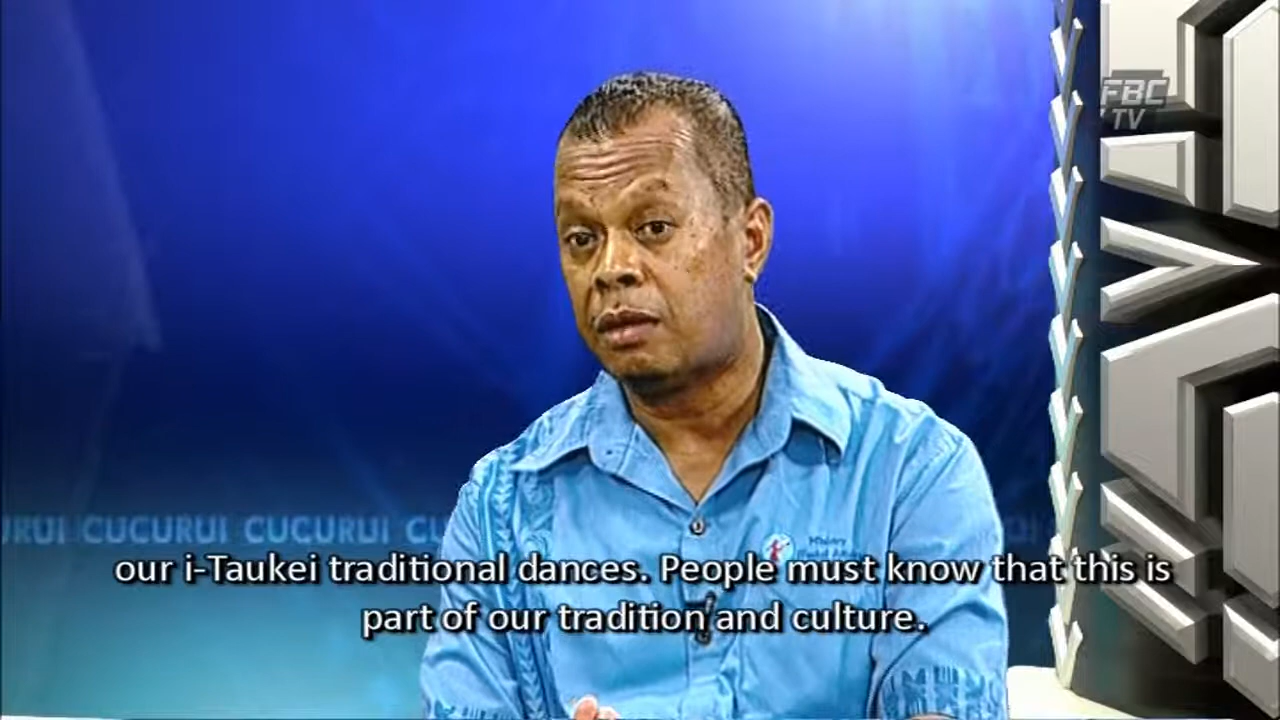 FBC
TV
URUI CUCURUI CUCURUI CU
our i-Taukei traditional dances. People must know that this is
part of our tradition and culture.